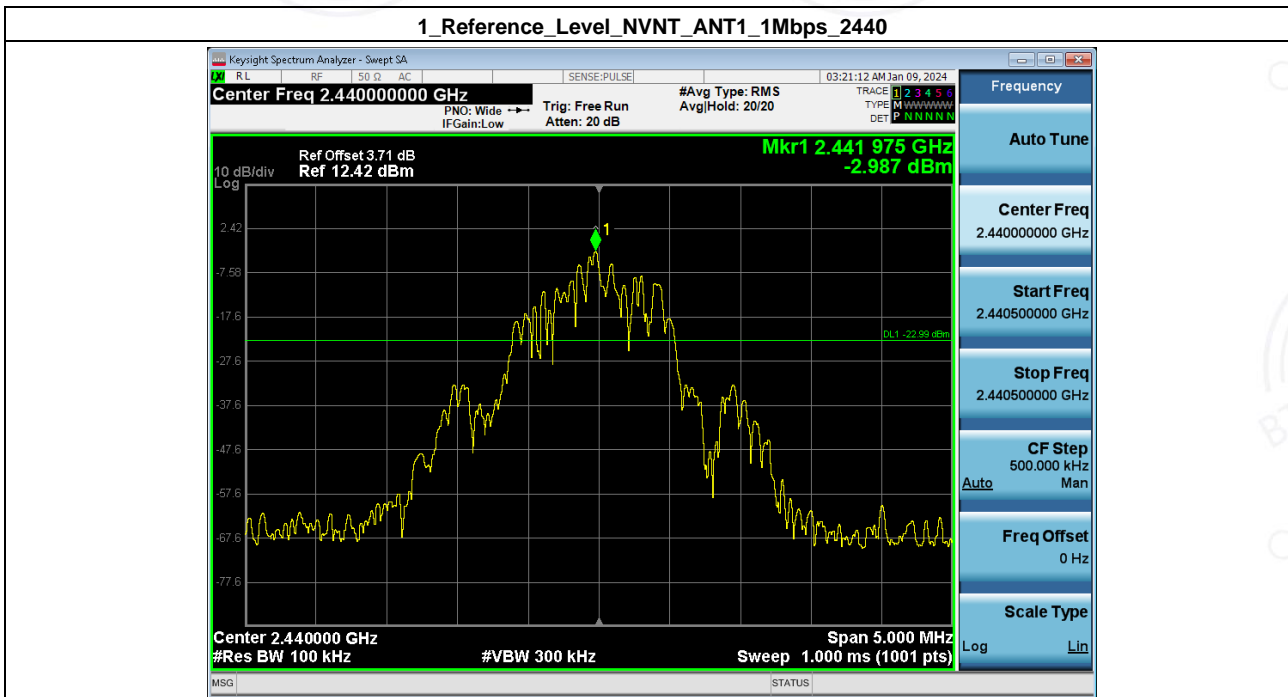 1_Reference_Level_NVNT_ANT1_1Mbps_2440
Keysight Spectrum Analyzer - Swept SA
LXI RL RF 50 Ω AC SENSE:PULSE 03:21:12 AM Jan 09, 2024
Center Freq 2.440000000 GHz
PNO: Wide
IFGain:Low
Trig: Free Run
Atten: 20 dB
#Avg Type: RMS
Avg|Hold: 20/20
TRACE 1 2 3 4 5 6
TYPE M WWWWW
DET P N N N N N
Mkr1 2.441 975 GHz
-2.987 dBm
Ref Offset 3.71 dB
10 dB/div Ref 12.42 dBm
Log
2.42
1
-7.58
-17.6
DL1 -22.99 dBm
-27.6
-37.6
-47.6
-57.6
-67.6
-77.6
Center 2.440000 GHz Span 5.000 MHz
#Res BW 100 kHz #VBW 300 kHz Sweep 1.000 ms (1001 pts)
MSG STATUS
Frequency
Auto Tune
Center Freq
2.440000000 GHz
Start Freq
2.440500000 GHz
Stop Freq
2.440500000 GHz
CF Step
500.000 kHz
Auto Man
Freq Offset
0 Hz
Scale Type
Log Lin